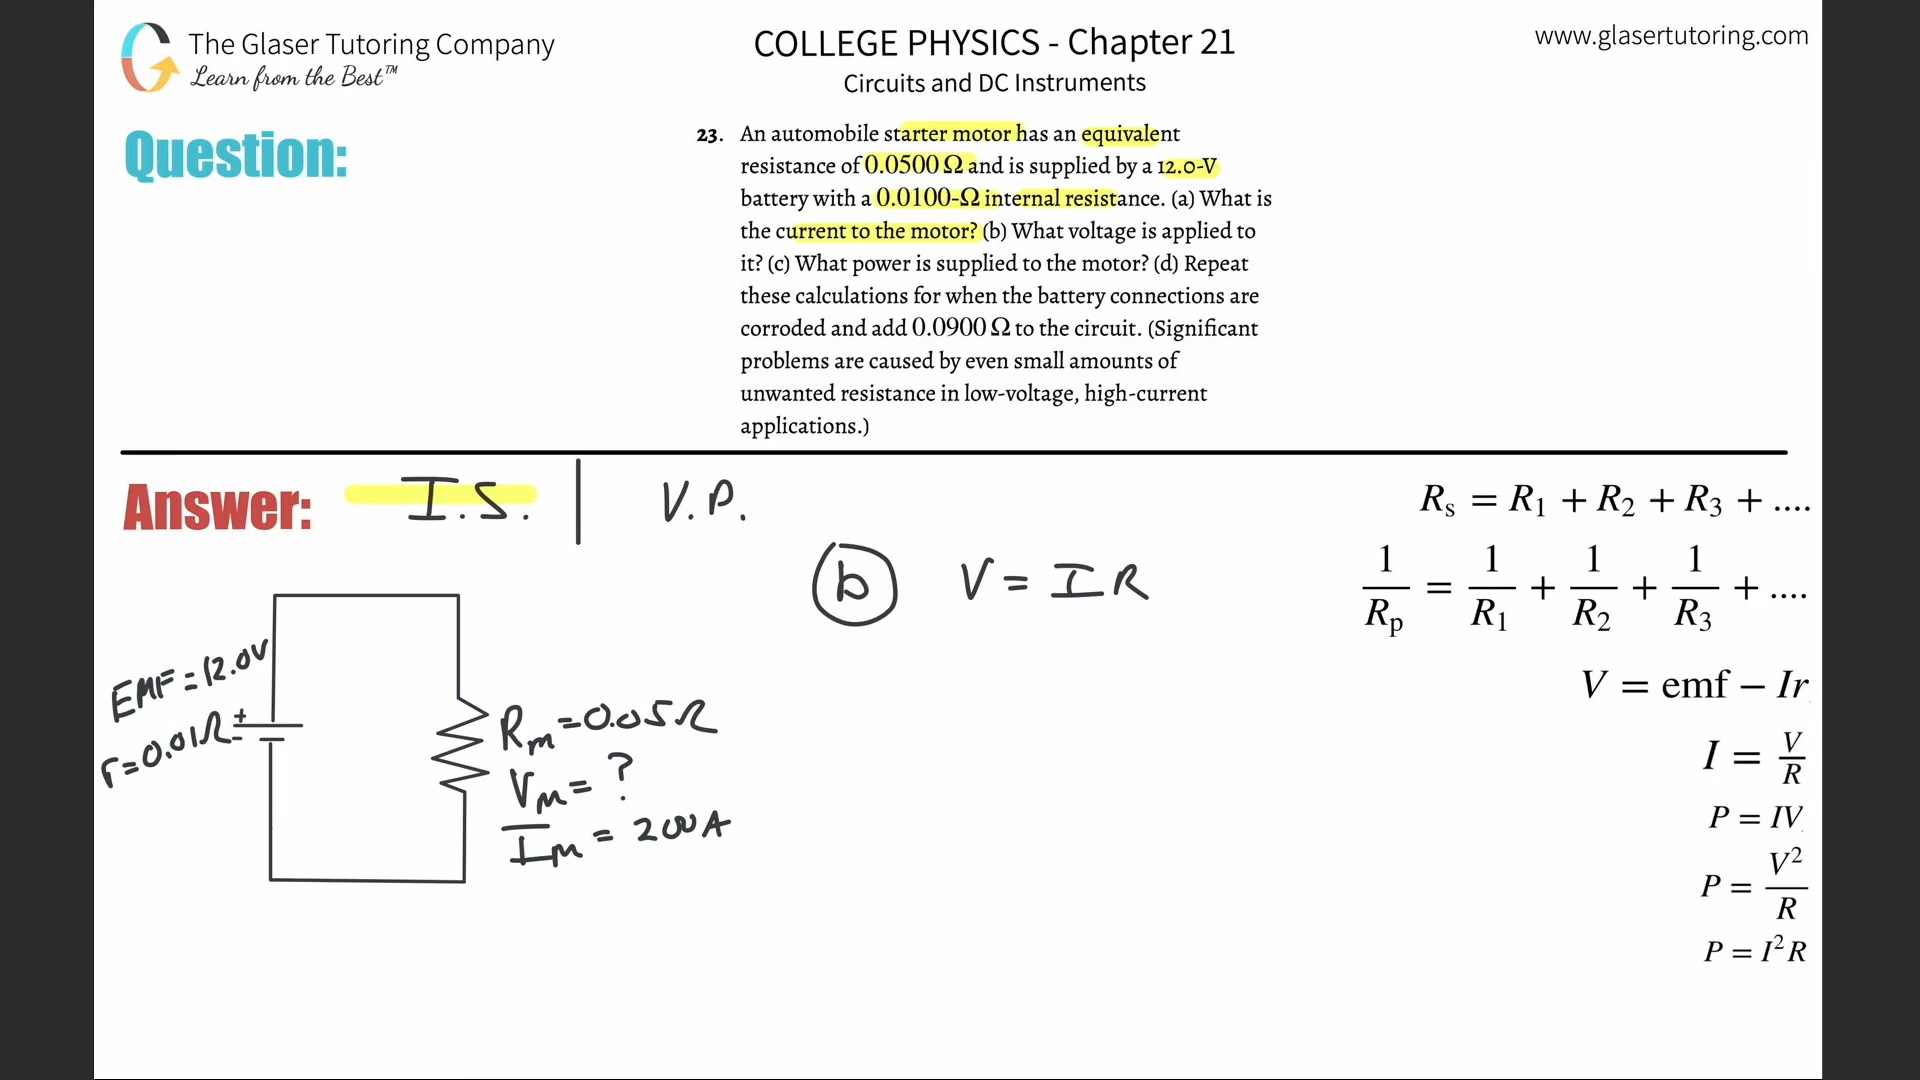 The Glaser Tutoring Company
Learn from the Best™
COLLEGE PHYSICS - Chapter 21
Circuits and DC Instruments
www.glasertutoring.com
Question:
23. An automobile starter motor has an equivalent
resistance of 0.0500 Ω and is supplied by a 12.0-V
battery with a 0.0100-Ω internal resistance. (a) What is
the current to the motor? (b) What voltage is applied to
it? (c) What power is supplied to the motor? (d) Repeat
these calculations for when the battery connections are
corroded and add 0.0900 Ω to the circuit. (Significant
problems are caused by even small amounts of
unwanted resistance in low-voltage, high-current
applications.)
Answer:
I.S. | V.P.
EMF = 12.0V
r = 0.01Ω
+
-
Rm = 0.05Ω
Vm = ?
Im = 200A
b V = IR
Rs = R1 + R2 + R3 + ....
1/Rp = 1/R1 + 1/R2 + 1/R3 + ....
V = emf − Ir
I = V/R
P = IV
P = V²/R
P = I²R